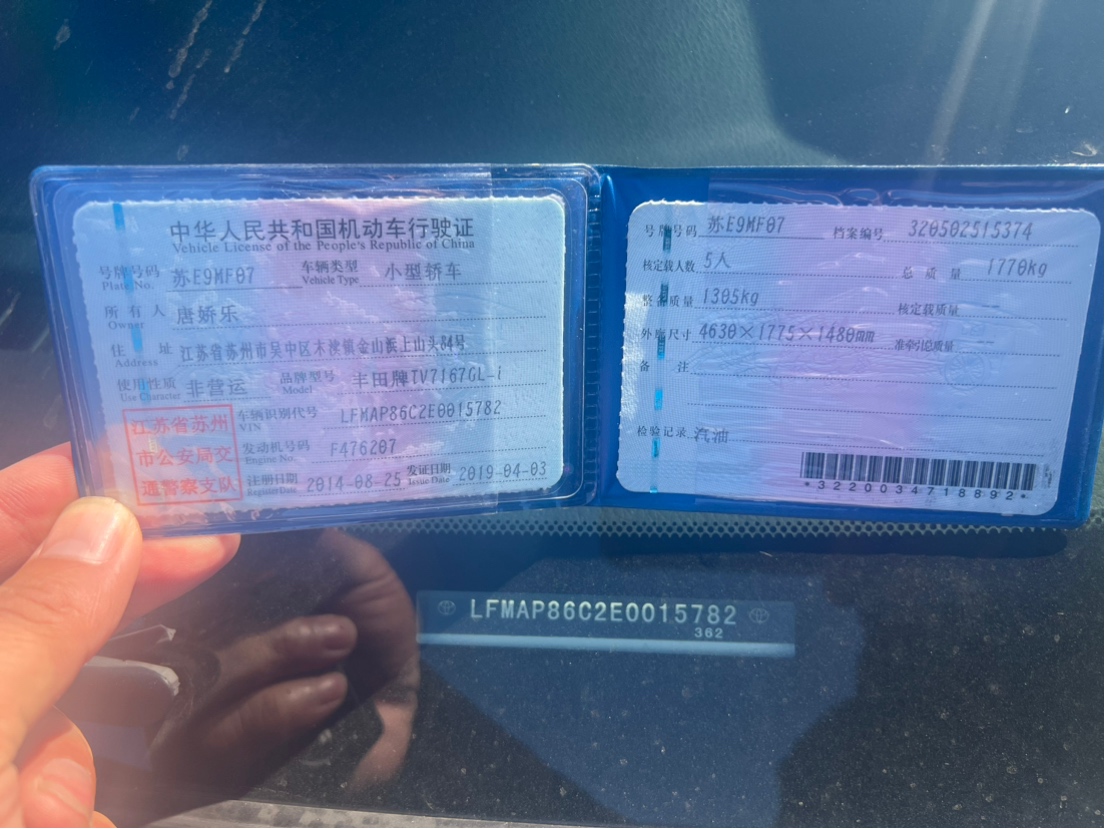 中华人民共和国机动车行驶证
Vehicle License of the People's Republic of China
号牌号码 苏E9MF07 车辆类型 小型轿车
Plate No. Vehicle Type
所有人 唐娇乐
Owner
住址 江苏省苏州市吴中区木渎镇金山浜上山头84号
Address
使用性质 非营运 品牌型号 丰田牌TV7167GL-i
Use Character Model
车辆识别代号 LFMAP86C2E0015782
VIN
发动机号码 F476207
Engine No.
注册日期 2014-08-25 发证日期 2019-04-03
Register Date Issue Date
江苏省苏州
市公安局交
通警察支队
号牌号码 苏E9MF07 档案编号 320502515374
核定载人数 5人 总质量 1770kg
整备质量 1305kg 核定载质量 --
外廓尺寸 4630×1775×1480mm 准牵引总质量 --
备注
检验记录 汽油
*3220034718892*
LFMAP86C2E0015782
362